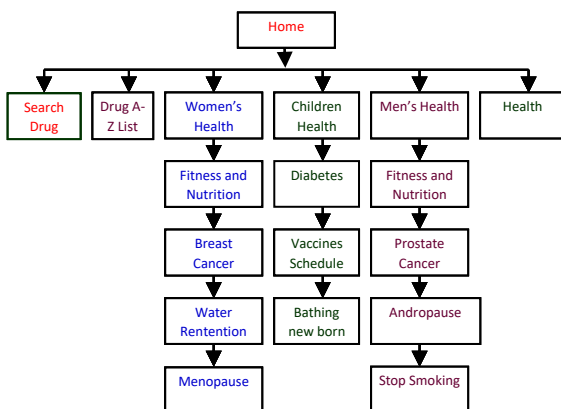 Home
Search
Drug
Drug A-
Z List
Women's
Health
Children
Health
Men's Health
Health
Fitness and
Nutrition
Diabetes
Fitness and
Nutrition
Breast
Cancer
Vaccines
Schedule
Prostate
Cancer
Water
Rentention
Bathing
new born
Andropause
Menopause
Stop Smoking